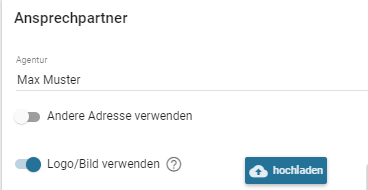 Ansprechpartner
Agentur
Max Muster
Andere Adresse verwenden
Logo/Bild verwenden ?
hochladen